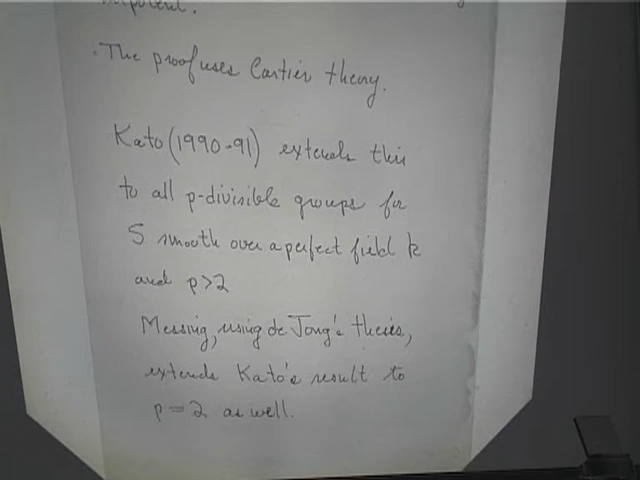 · The proof uses Cartier theory.
Kato (1990-91) extends this
to all p-divisible groups for
S smooth over a perfect field k
and p>2
Messing, using de Jong's thesis,
extends Kato's result to
p=2 as well.